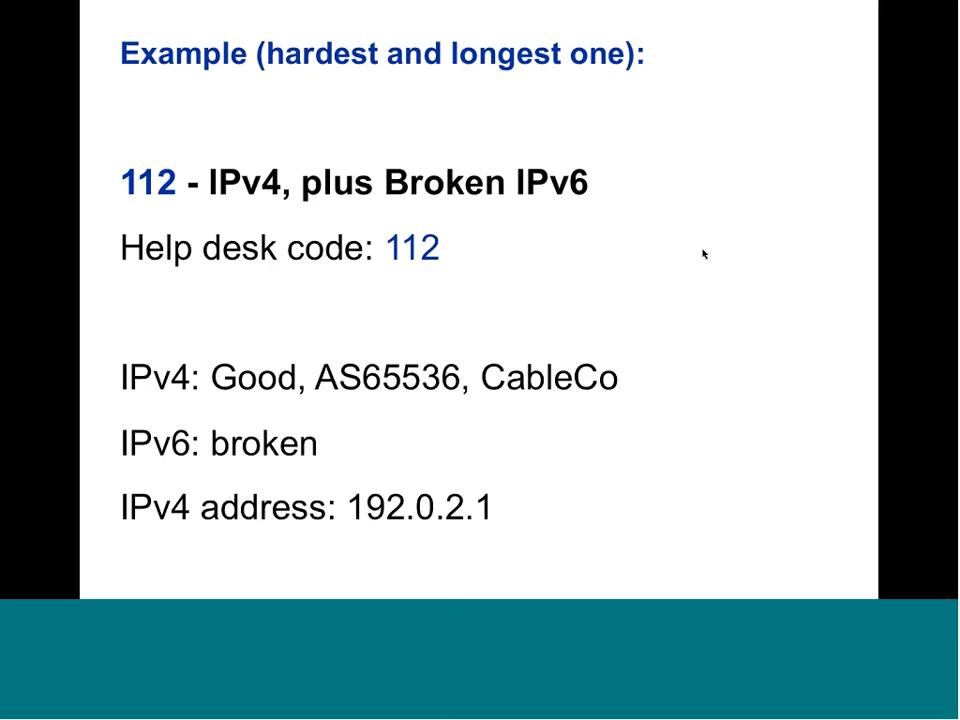 Example (hardest and longest one):
112 - IPv4, plus Broken IPv6
Help desk code: 112
IPv4: Good, AS65536, CableCo
IPv6: broken
IPv4 address: 192.0.2.1